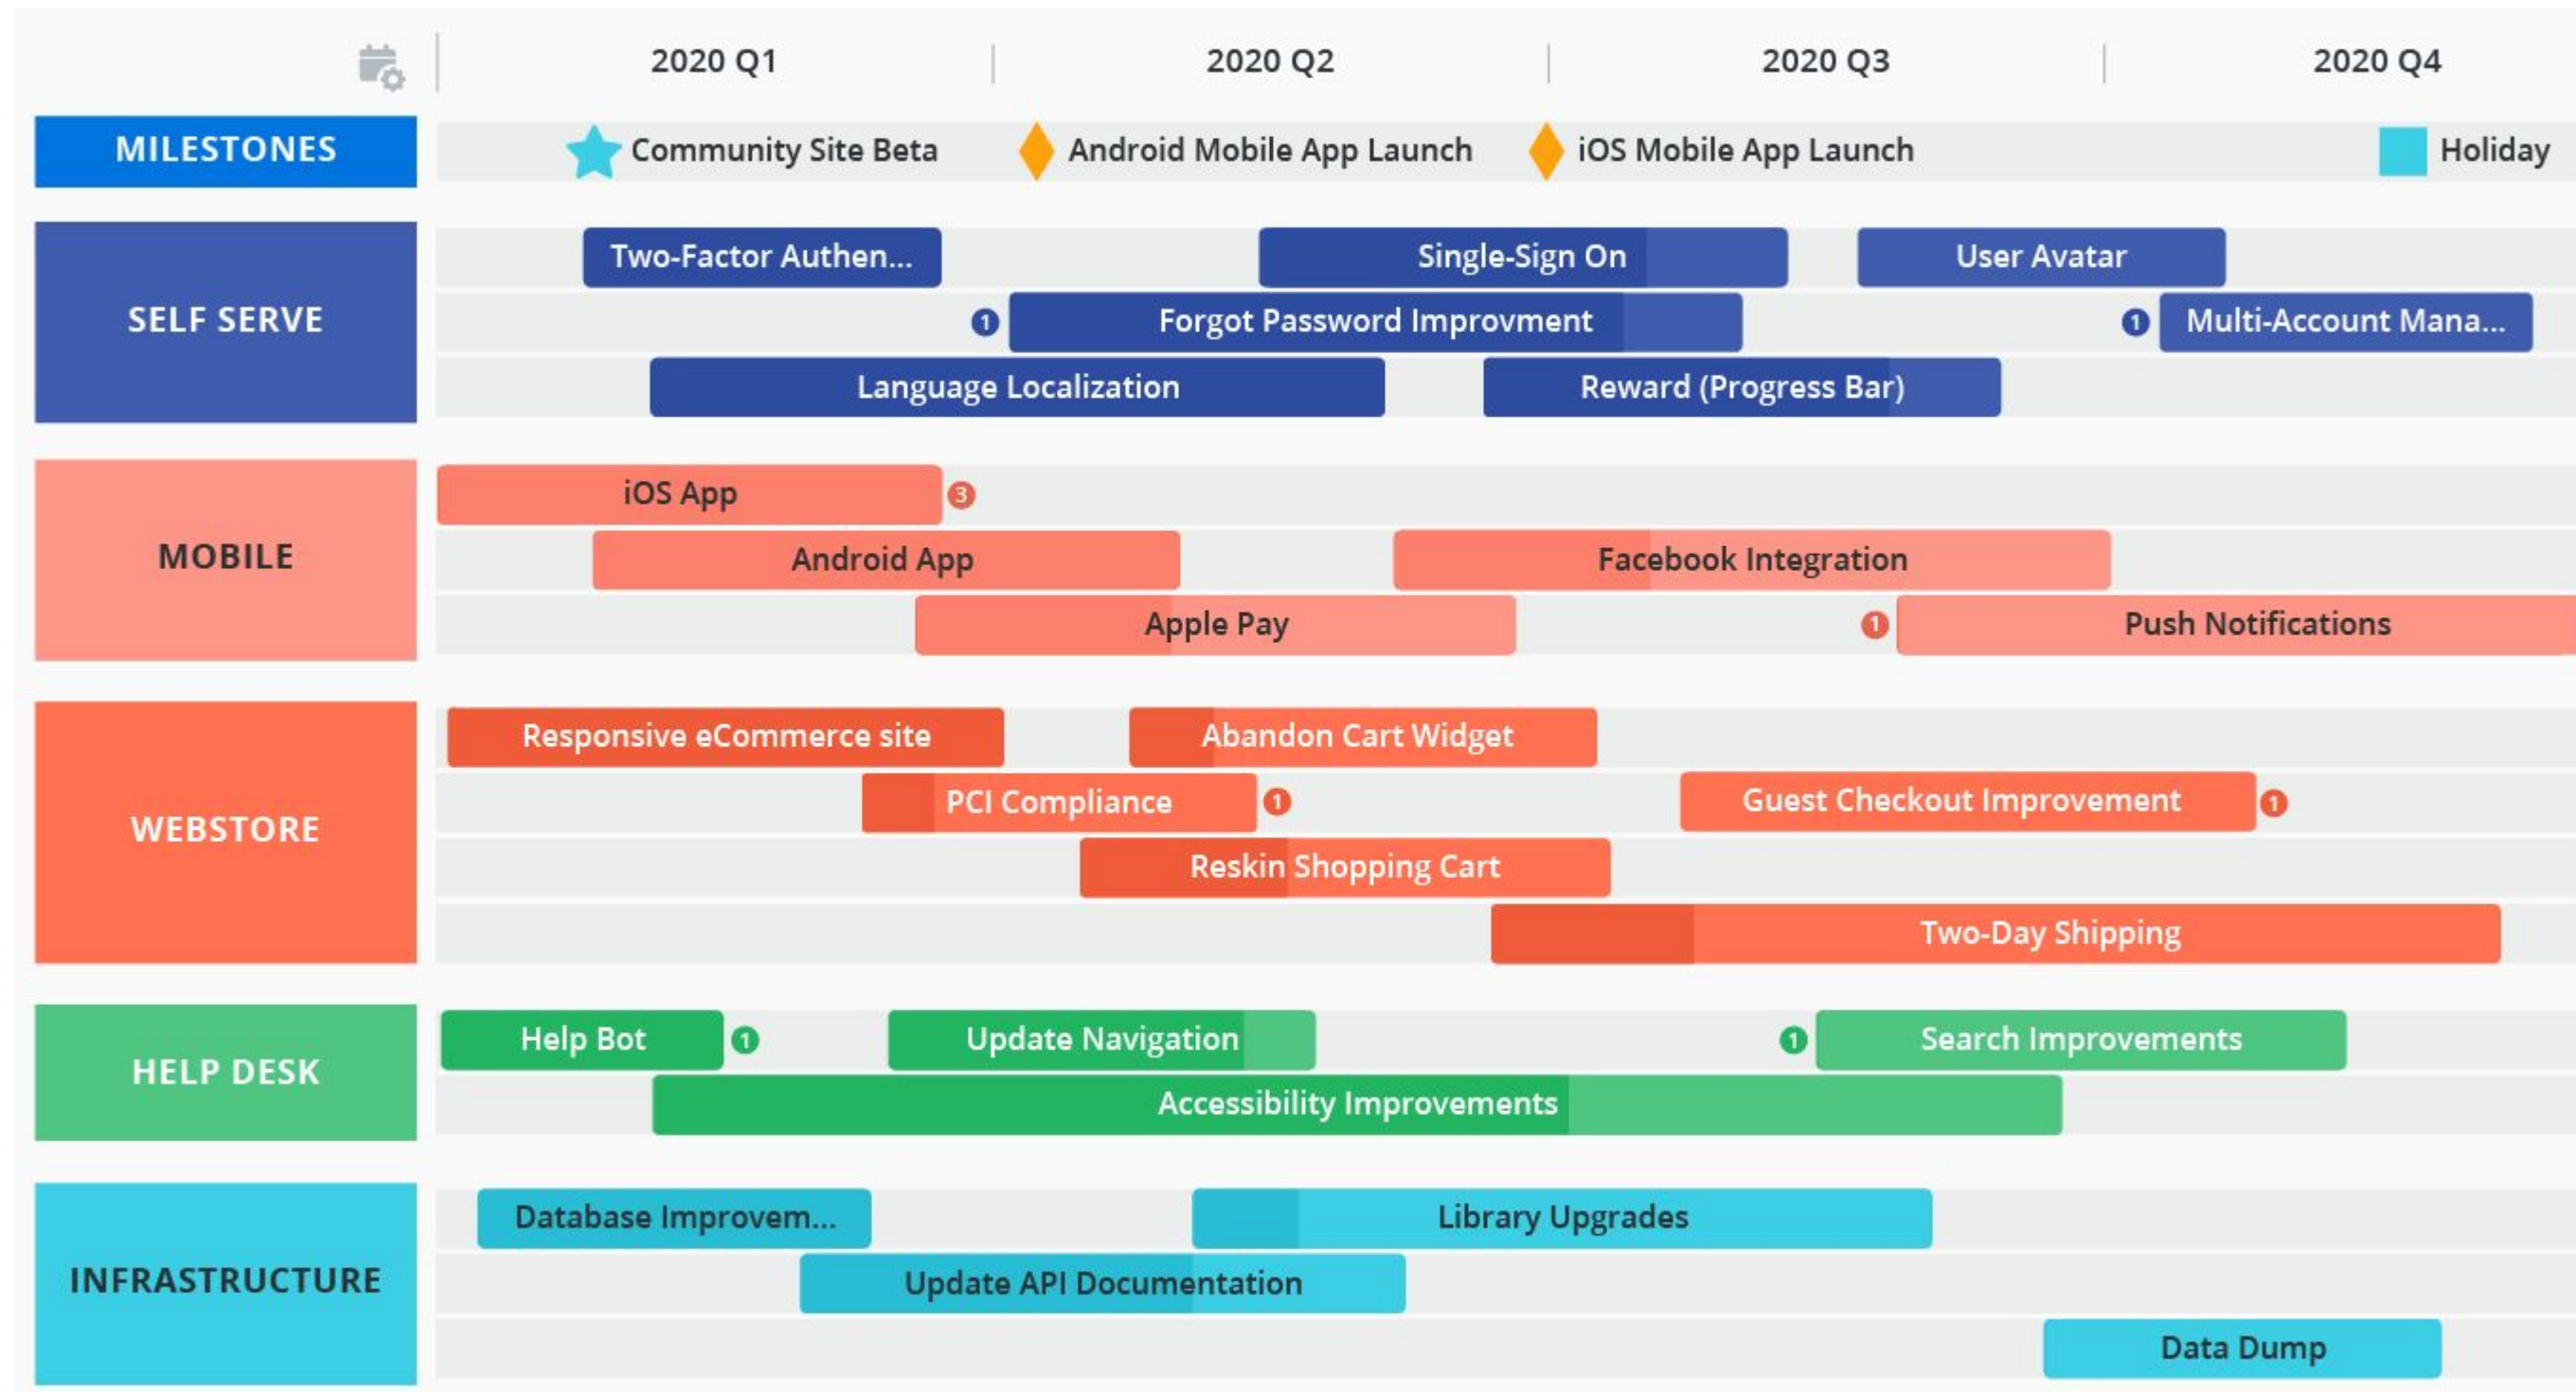 2020 Q1
2020 Q2
2020 Q3
2020 Q4
MILESTONES
Community Site Beta
Android Mobile App Launch
iOS Mobile App Launch
Holiday
SELF SERVE
Two-Factor Authen...
Single-Sign On
User Avatar
1
Forgot Password Improvment
1
Multi-Account Mana...
Language Localization
Reward (Progress Bar)
MOBILE
iOS App
3
Android App
Facebook Integration
Apple Pay
1
Push Notifications
WEBSTORE
Responsive eCommerce site
Abandon Cart Widget
PCI Compliance
1
Guest Checkout Improvement
1
Reskin Shopping Cart
Two-Day Shipping
HELP DESK
Help Bot
1
Update Navigation
1
Search Improvements
Accessibility Improvements
INFRASTRUCTURE
Database Improvem...
Library Upgrades
Update API Documentation
Data Dump